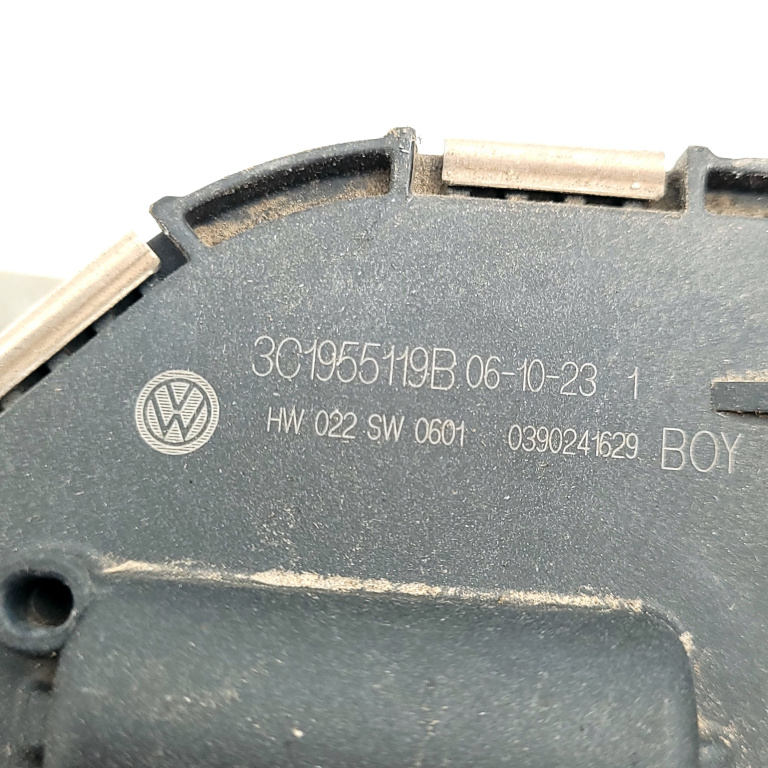 3C1955119B 06-10-23 1
HW 022 SW 0601 0390241629 BOY